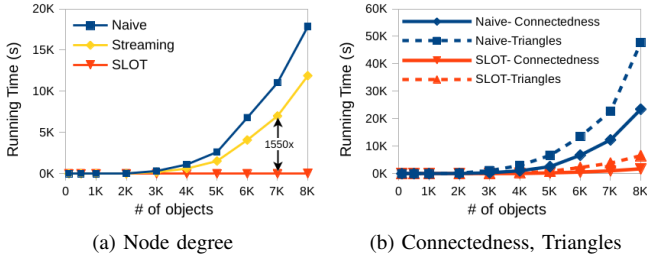 20K
15K
10K
5K
0K
Running Time (s)
Naive
Streaming
SLOT
1550x
0 1K 2K 3K 4K 5K 6K 7K 8K
# of objects
(a) Node degree
60K
50K
40K
30K
20K
10K
0K
Running Time (s)
Naive- Connectedness
Naive-Triangles
SLOT- Connectedness
SLOT-Triangles
0 1K 2K 3K 4K 5K 6K 7K 8K
# of objects
(b) Connectedness, Triangles